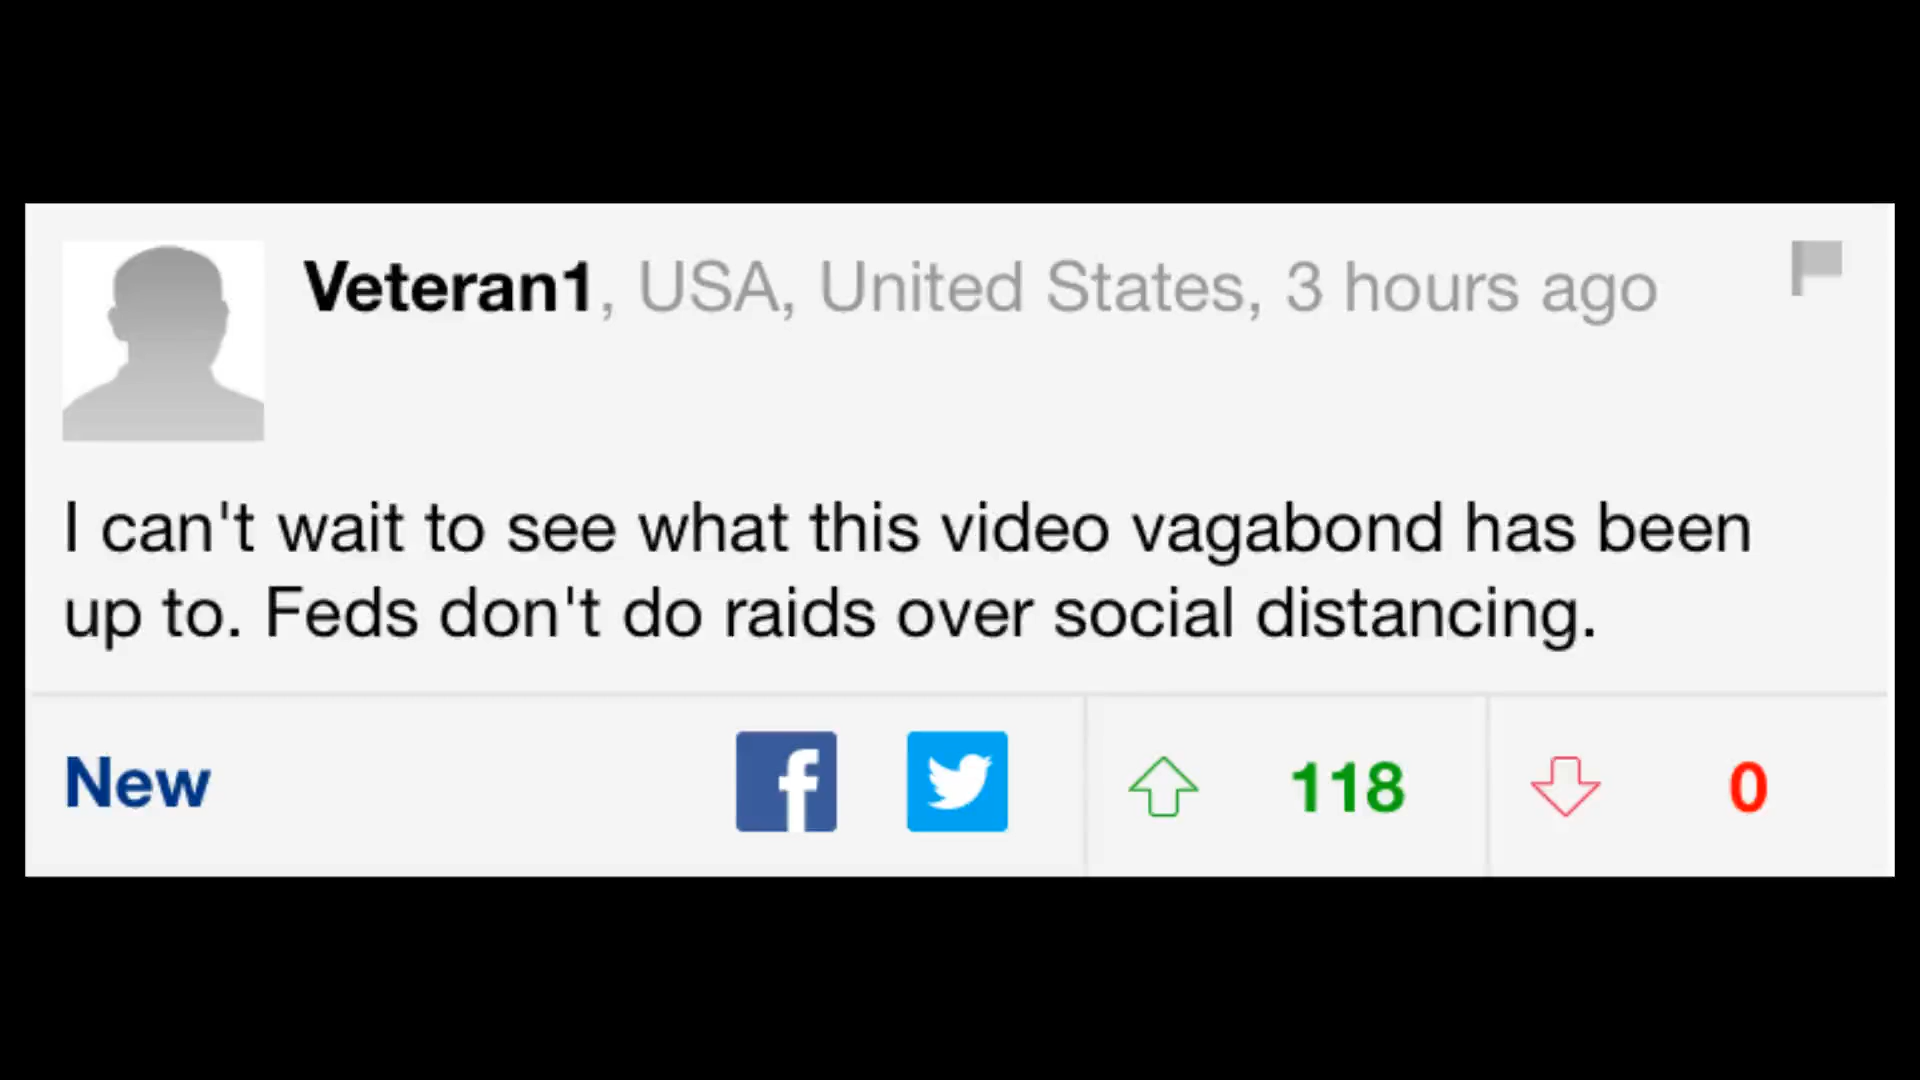 Veteran1, USA, United States, 3 hours ago
I can't wait to see what this video vagabond has been
up to. Feds don't do raids over social distancing.
New 118 0